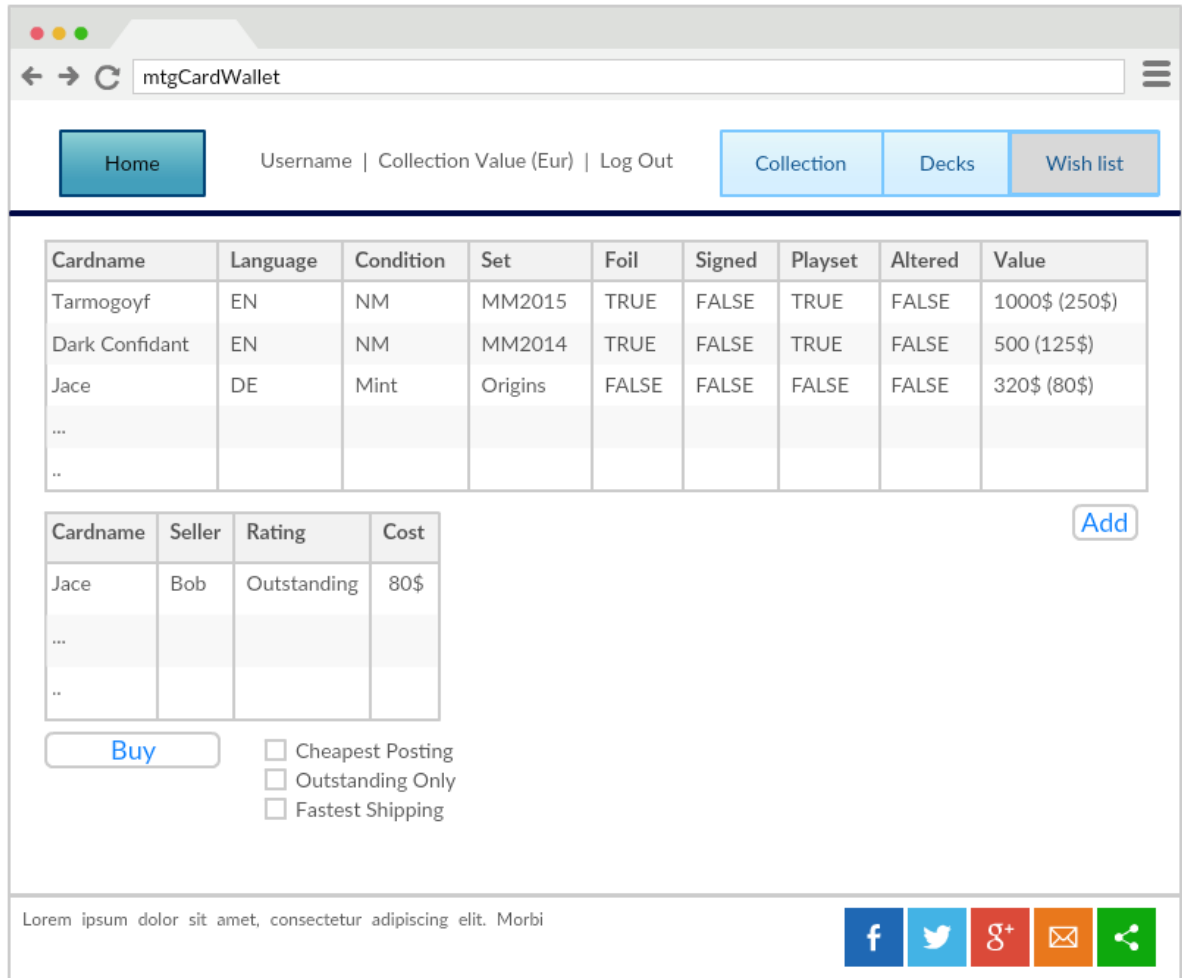 mtgCardWallet
Home Username | Collection Value (Eur) | Log Out Collection Decks Wish list
Cardname Language Condition Set Foil Signed Playset Altered Value
Tarmogoyf EN NM MM2015 TRUE FALSE TRUE FALSE 1000$ (250$)
Dark Confidant EN NM MM2014 TRUE FALSE TRUE FALSE 500 (125$)
Jace DE Mint Origins FALSE FALSE FALSE FALSE 320$ (80$)
...
..
Add
Cardname Seller Rating Cost
Jace Bob Outstanding 80$
...
..
Buy
Cheapest Posting
Outstanding Only
Fastest Shipping
Lorem ipsum dolor sit amet, consectetur adipiscing elit. Morbi
f g+